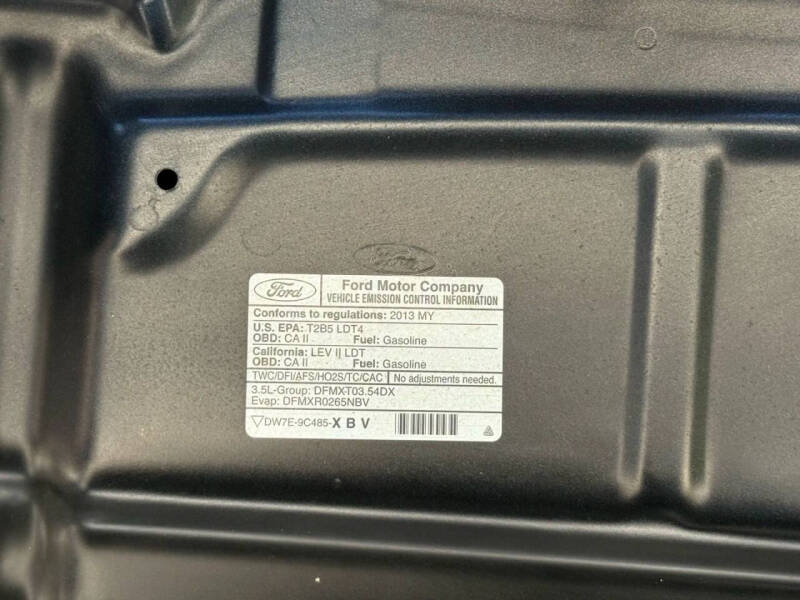 Ford
Ford
Ford Motor Company
VEHICLE EMISSION CONTROL INFORMATION
Conforms to regulations: 2013 MY
U.S. EPA: T2B5 LDT4
OBD: CA II Fuel: Gasoline
California: LEV II LDT
OBD: CA II Fuel: Gasoline
TWC/DFI/AFS/HO2S/TC/CAC No adjustments needed.
3.5L-Group: DFMXT03.54DX
Evap: DFMXR0265NBV
DW7E-9C485-X B V